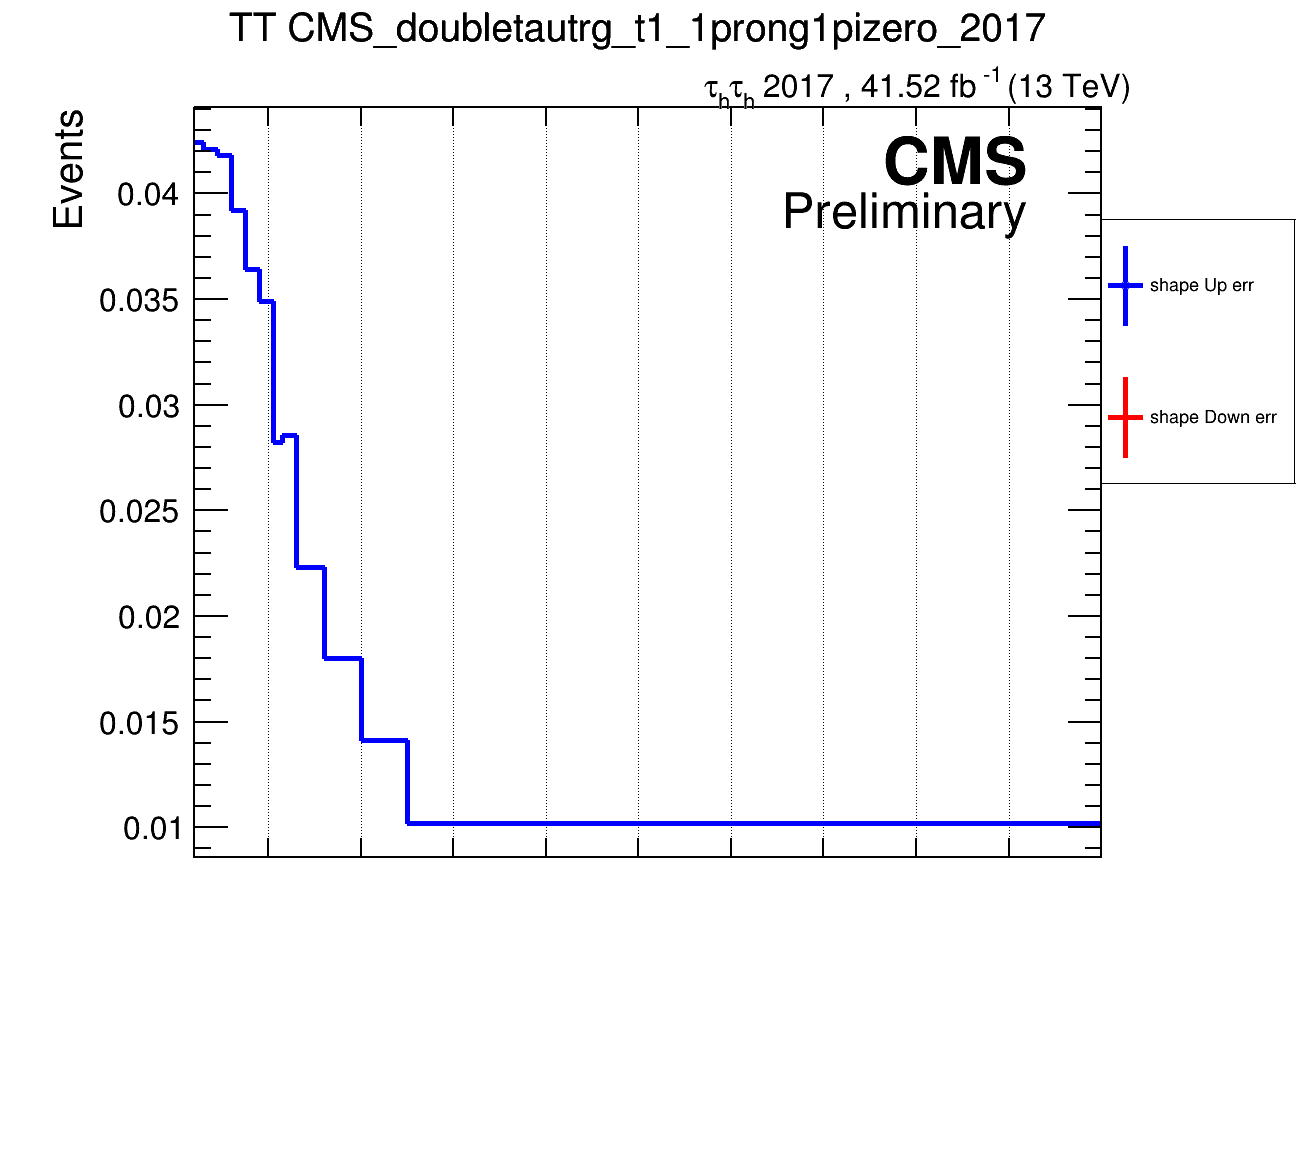 TT CMS_doubletautrg_t1_1prong1pizero_2017
τhτh 2017 , 41.52 fb -1 (13 TeV)
Events
CMS
Preliminary
0.04
0.035
0.03
0.025
0.02
0.015
0.01
shape Up err
shape Down err